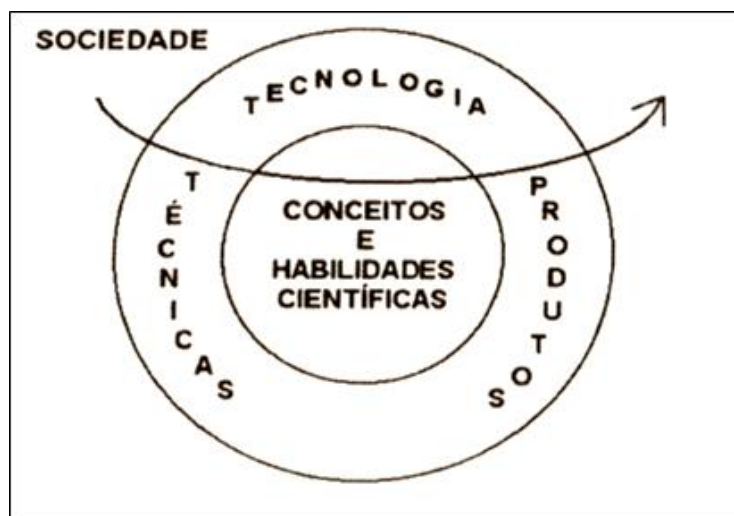 SOCIEDADE
TECNOLOGIA
TÉCNICAS
CONCEITOS
E
HABILIDADES
CIENTÍFICAS
PRODUTOS